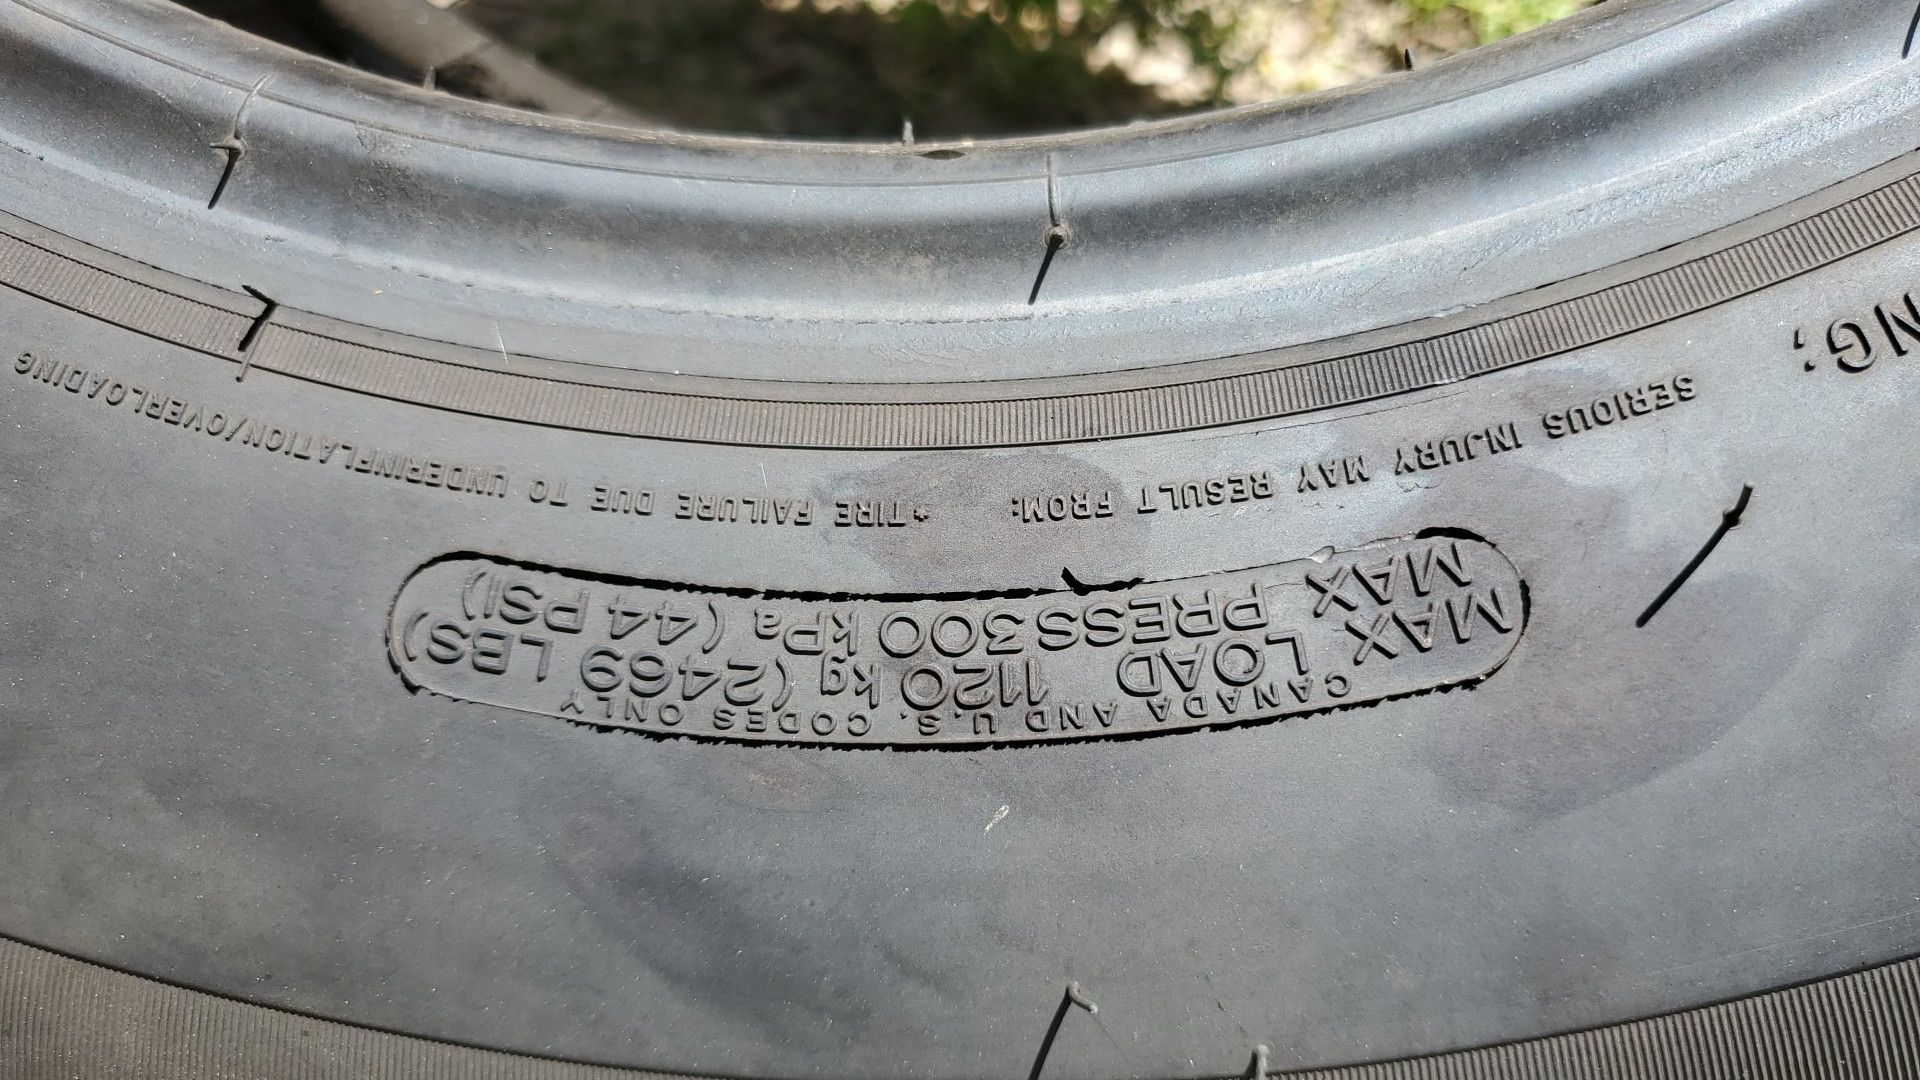 CANADA AND U.S. CODES ONLY
MAX LOAD 1120 kg (2469 LBS)
MAX PRESS 300 kPa (44 PSI)
SERIOUS INJURY MAY RESULT FROM: *TIRE FAILURE DUE TO UNDERINFLATION/OVERLOADING